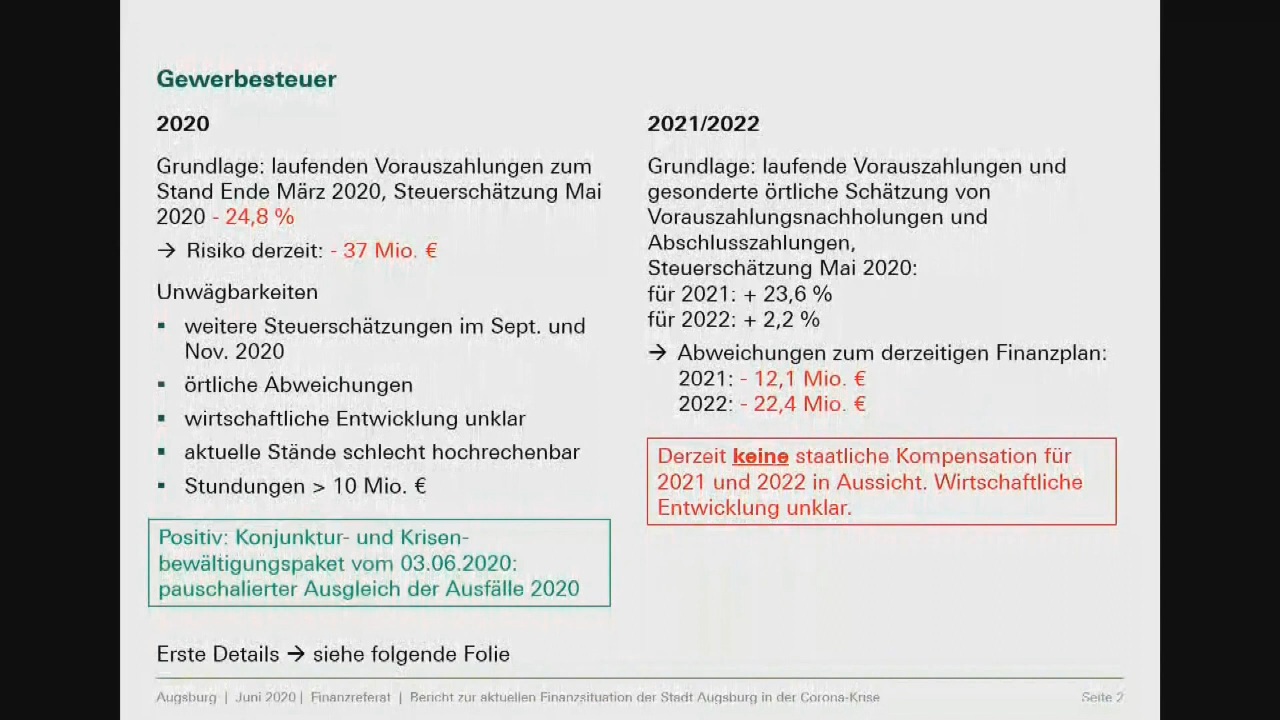 Gewerbesteuer
2020
Grundlage: laufenden Vorauszahlungen zum
Stand Ende März 2020, Steuerschätzung Mai
2020 - 24,8 %
→ Risiko derzeit: - 37 Mio. €
Unwägbarkeiten
▪ weitere Steuerschätzungen im Sept. und
Nov. 2020
▪ örtliche Abweichungen
▪ wirtschaftliche Entwicklung unklar
▪ aktuelle Stände schlecht hochrechenbar
▪ Stundungen > 10 Mio. €
Positiv: Konjunktur- und Krisen-
bewältigungspaket vom 03.06.2020:
pauschalierter Ausgleich der Ausfälle 2020
Erste Details → siehe folgende Folie
2021/2022
Grundlage: laufende Vorauszahlungen und
gesonderte örtliche Schätzung von
Vorauszahlungsnachholungen und
Abschlusszahlungen,
Steuerschätzung Mai 2020:
für 2021: + 23,6 %
für 2022: + 2,2 %
→ Abweichungen zum derzeitigen Finanzplan:
2021: - 12,1 Mio. €
2022: - 22,4 Mio. €
Derzeit keine staatliche Kompensation für
2021 und 2022 in Aussicht. Wirtschaftliche
Entwicklung unklar.
Augsburg | Juni 2020 | Finanzreferat | Bericht zur aktuellen Finanzsituation der Stadt Augsburg in der Corona-Krise
Seite 2